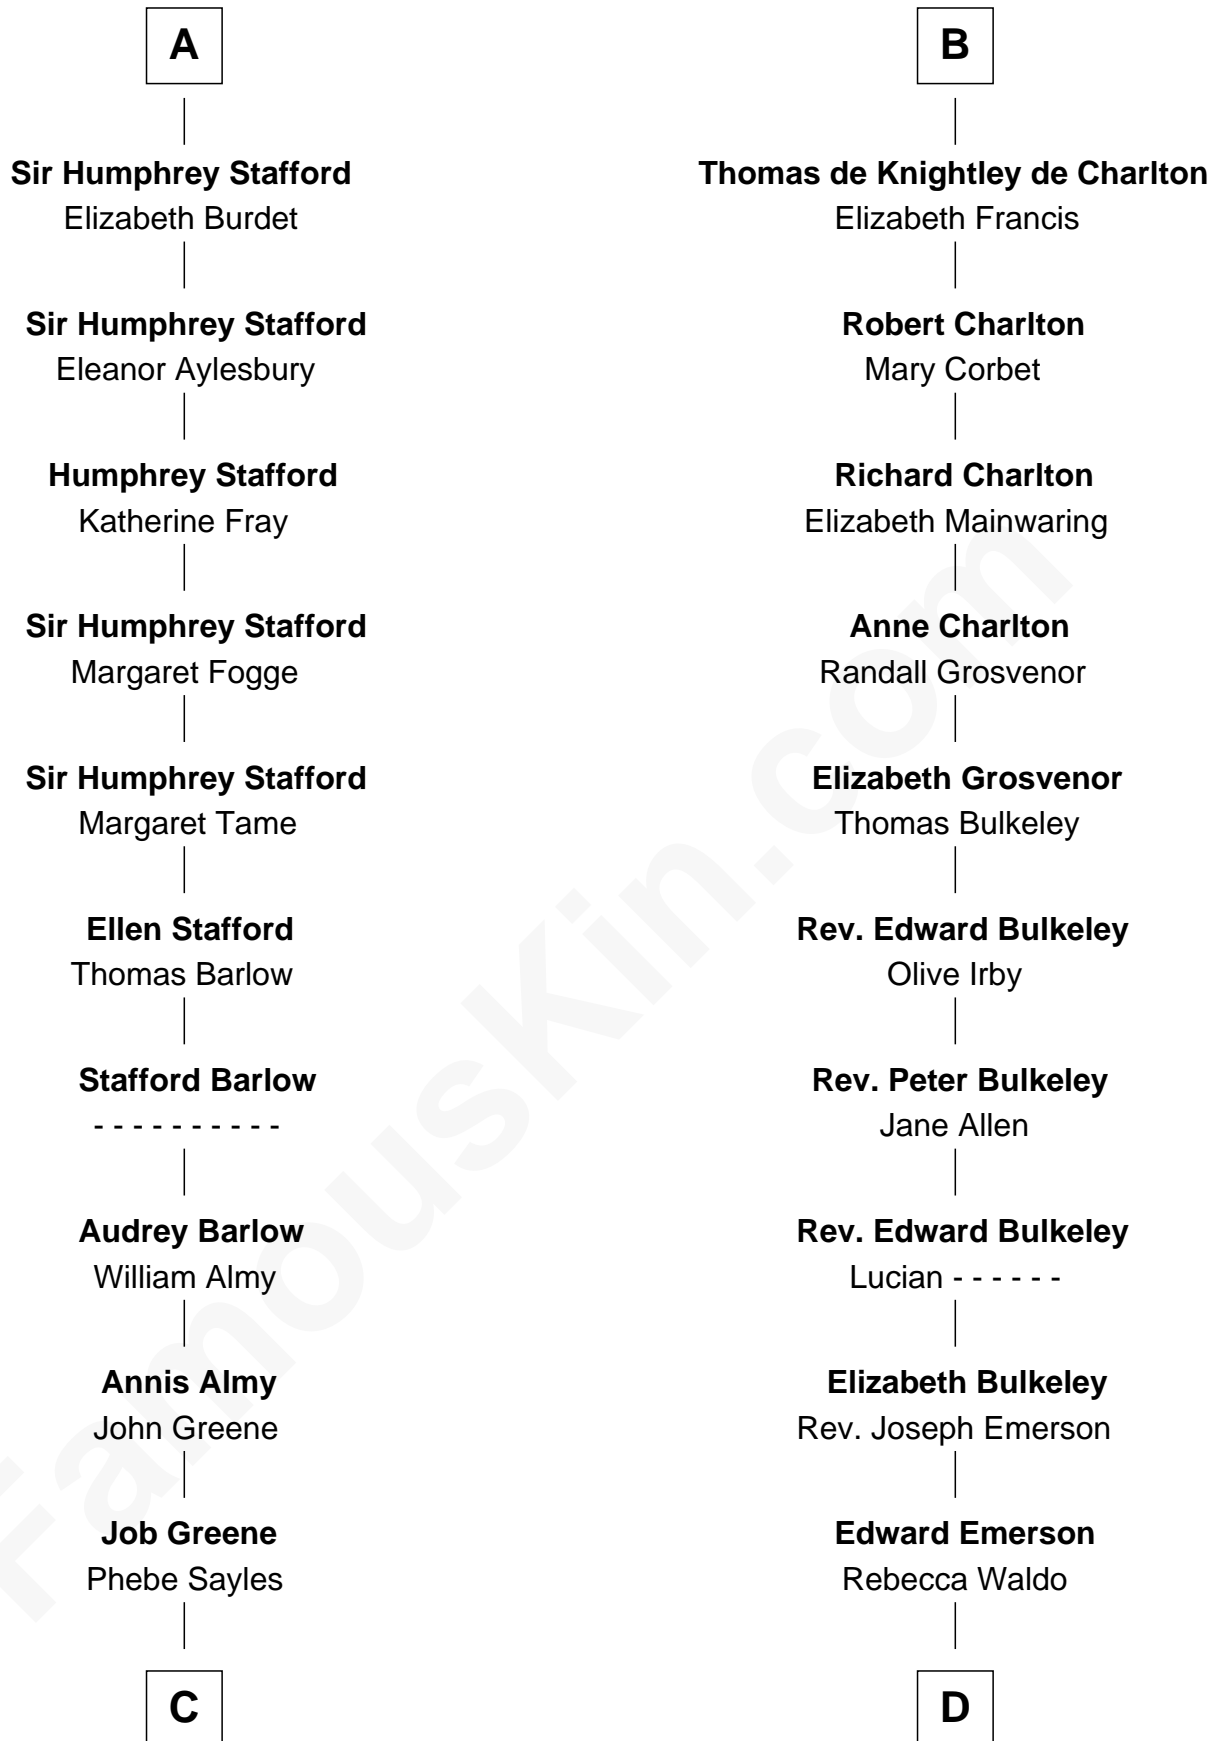 A
Sir Humphrey Stafford
Elizabeth Burdet
Sir Humphrey Stafford
Eleanor Aylesbury
Humphrey Stafford
Katherine Fray
Sir Humphrey Stafford
Margaret Fogge
Sir Humphrey Stafford
Margaret Tame
Ellen Stafford
Thomas Barlow
Stafford Barlow
- - - - - - - - - -
Audrey Barlow
William Almy
Annis Almy
John Greene
Job Greene
Phebe Sayles
C
B
Thomas de Knightley de Charlton
Elizabeth Francis
Robert Charlton
Mary Corbet
Richard Charlton
Elizabeth Mainwaring
Anne Charlton
Randall Grosvenor
Elizabeth Grosvenor
Thomas Bulkeley
Rev. Edward Bulkeley
Olive Irby
Rev. Peter Bulkeley
Jane Allen
Rev. Edward Bulkeley
Lucian - - - - - -
Elizabeth Bulkeley
Rev. Joseph Emerson
Edward Emerson
Rebecca Waldo
D
FamousKin.com